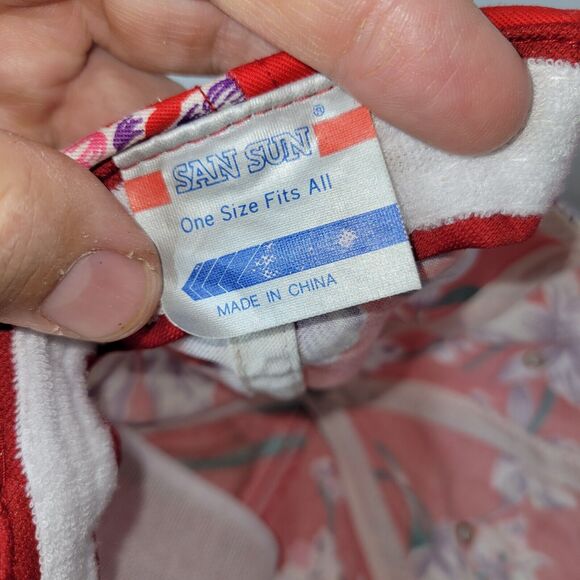 SAN SUN®
One Size Fits All
MADE IN CHINA